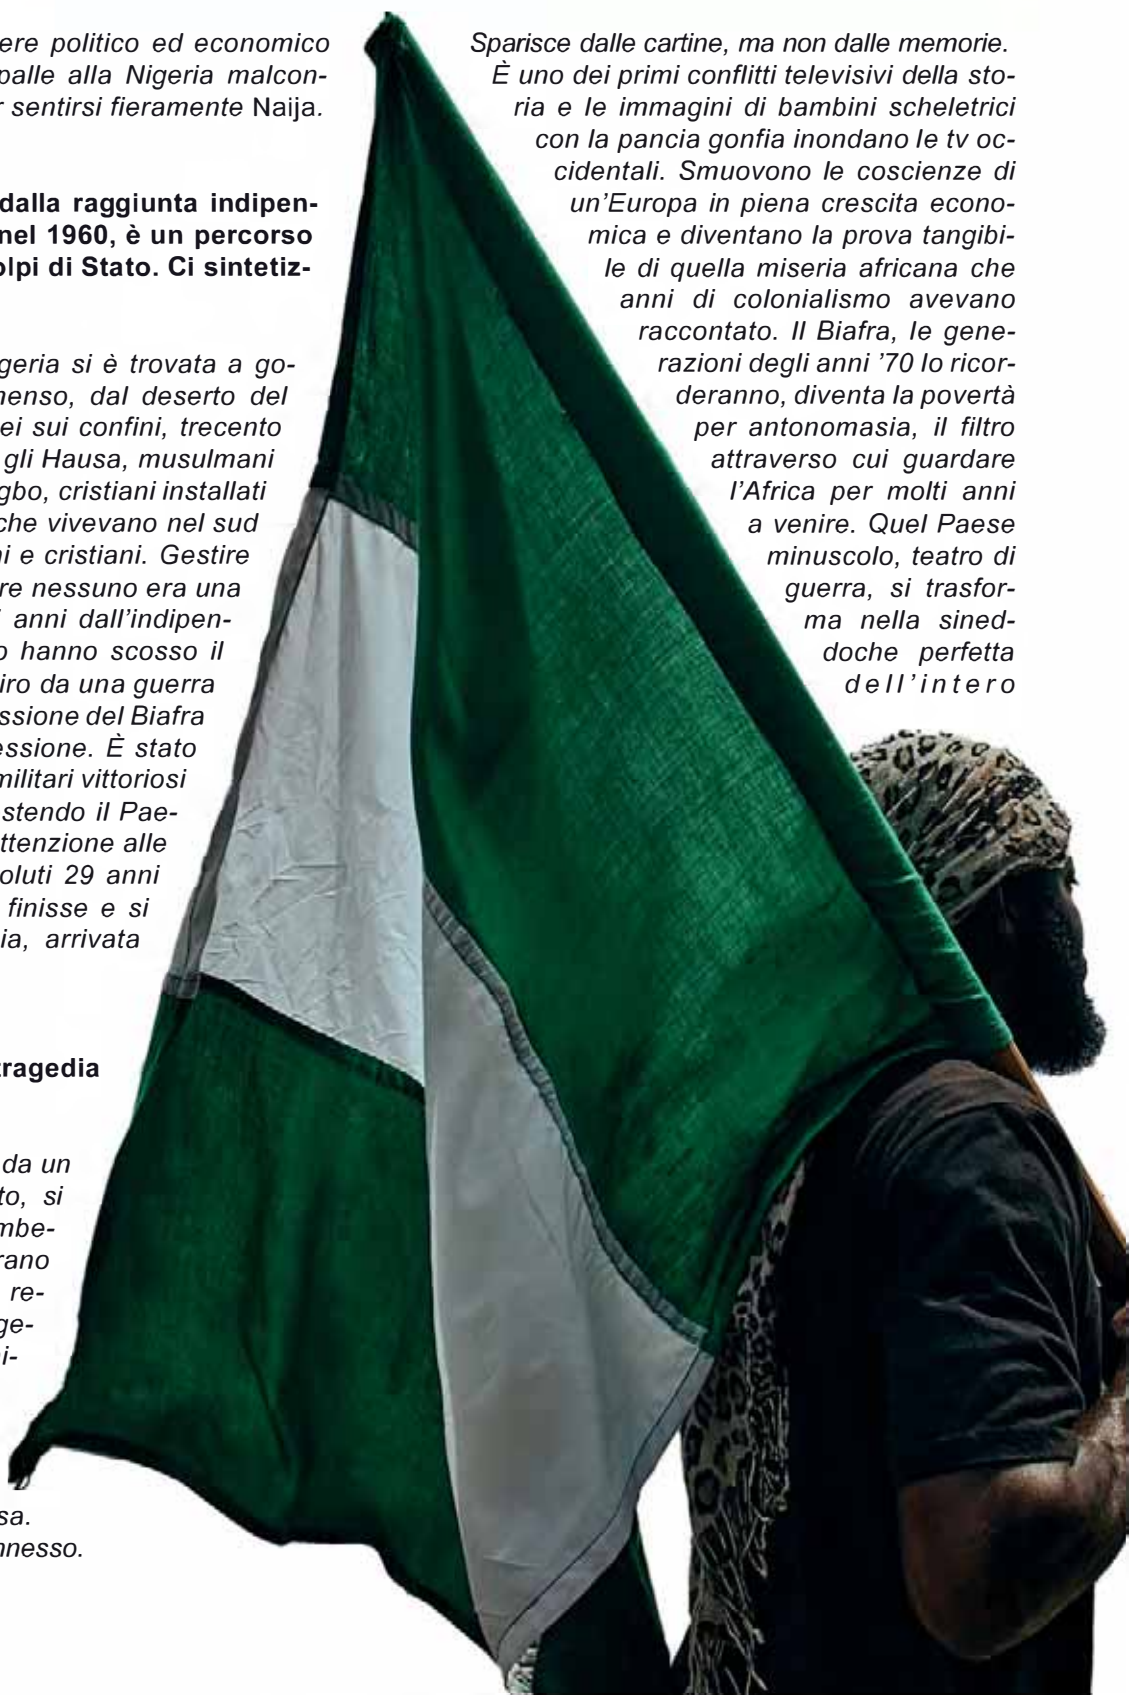 ere politico ed economico
palle alla Nigeria malcon-
r sentirsi fieramente Naija.
dalla raggiunta indipen-
nel 1960, è un percorso
olpi di Stato. Ci sintetiz-
igeria si è trovata a go-
nenso, dal deserto del
ei sui confini, trecento
gli Hausa, musulmani
gbo, cristiani installati
che vivevano nel sud
ni e cristiani. Gestire
re nessuno era una
i anni dall'indipen-
o hanno scosso il
iro da una guerra
ssione del Biafra
essione. È stato
militari vittoriosi
stendo il Pae-
ttenzione alle
oluti 29 anni
finisse e si
ia, arrivata
tragedia
da un
to, si
mbe-
rano
re-
ge-
ni-
sa.
nnesso.
Sparisce dalle cartine, ma non dalle memorie.
È uno dei primi conflitti televisivi della sto-
ria e le immagini di bambini scheletrici
con la pancia gonfia inondano le tv oc-
cidentali. Smuovono le coscienze di
un'Europa in piena crescita econo-
mica e diventano la prova tangibi-
le di quella miseria africana che
anni di colonialismo avevano
raccontato. Il Biafra, le gene-
razioni degli anni '70 lo ricor-
deranno, diventa la povertà
per antonomasia, il filtro
attraverso cui guardare
l'Africa per molti anni
a venire. Quel Paese
minuscolo, teatro di
guerra, si trasfor-
ma nella sined-
doche perfetta
dell'intero